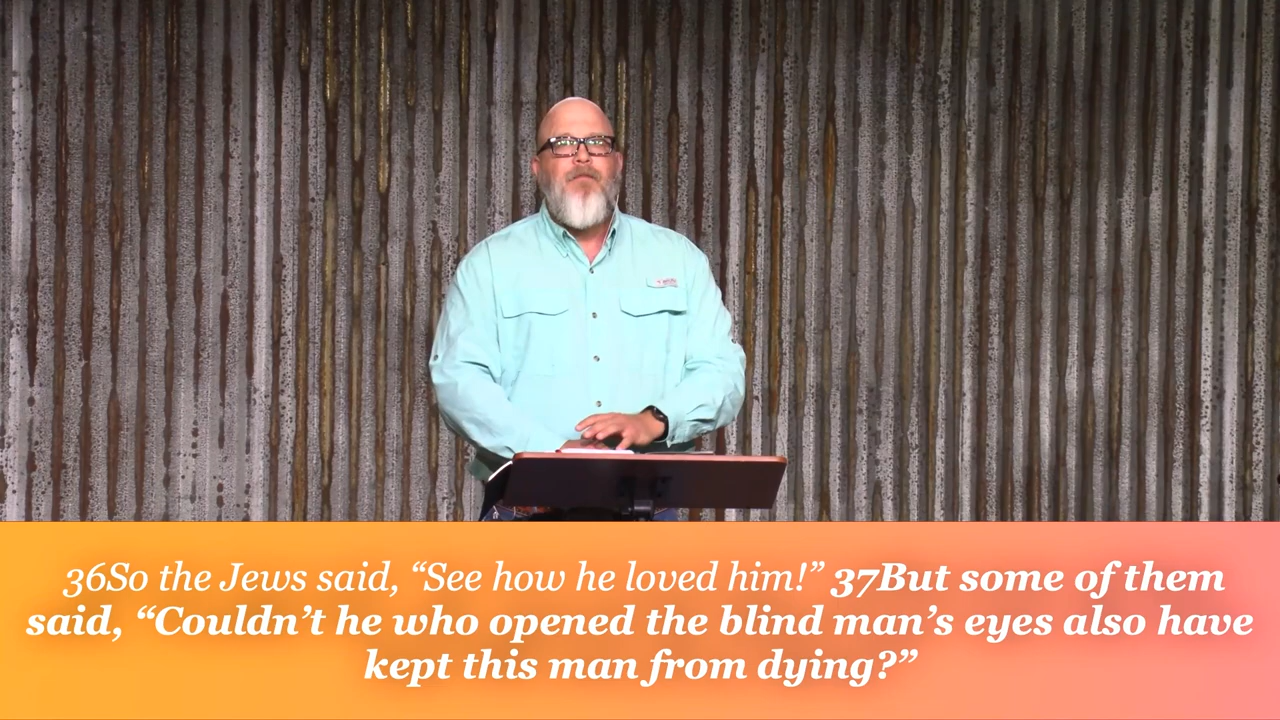 36So the Jews said, “See how he loved him!” 37But some of them
said, “Couldn’t he who opened the blind man’s eyes also have
kept this man from dying?”